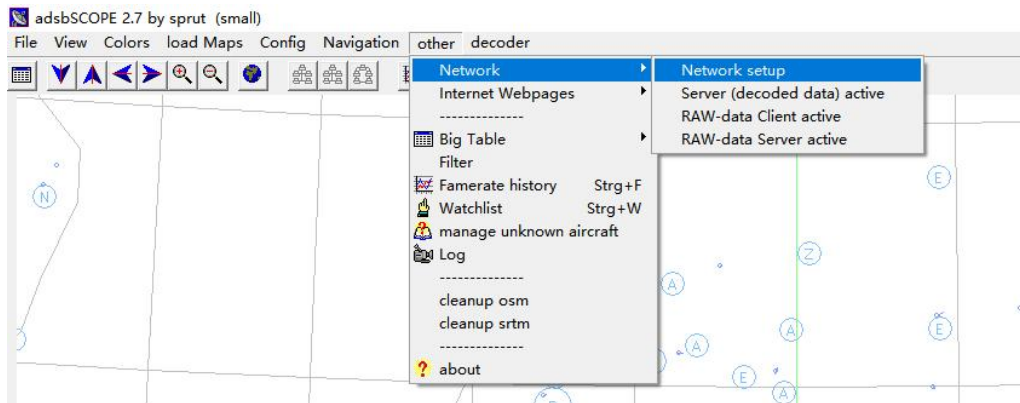 adsbSCOPE 2.7 by sprut (small)
File View Colors load Maps Config Navigation other decoder
Network
Internet Webpages
--------------
Big Table
Filter
Famerate history Strg+F
Watchlist Strg+W
manage unknown aircraft
Log
--------------
cleanup osm
cleanup srtm
--------------
? about
Network setup
Server (decoded data) active
RAW-data Client active
RAW-data Server active
E
N
Z
A
A
E
A
E
A